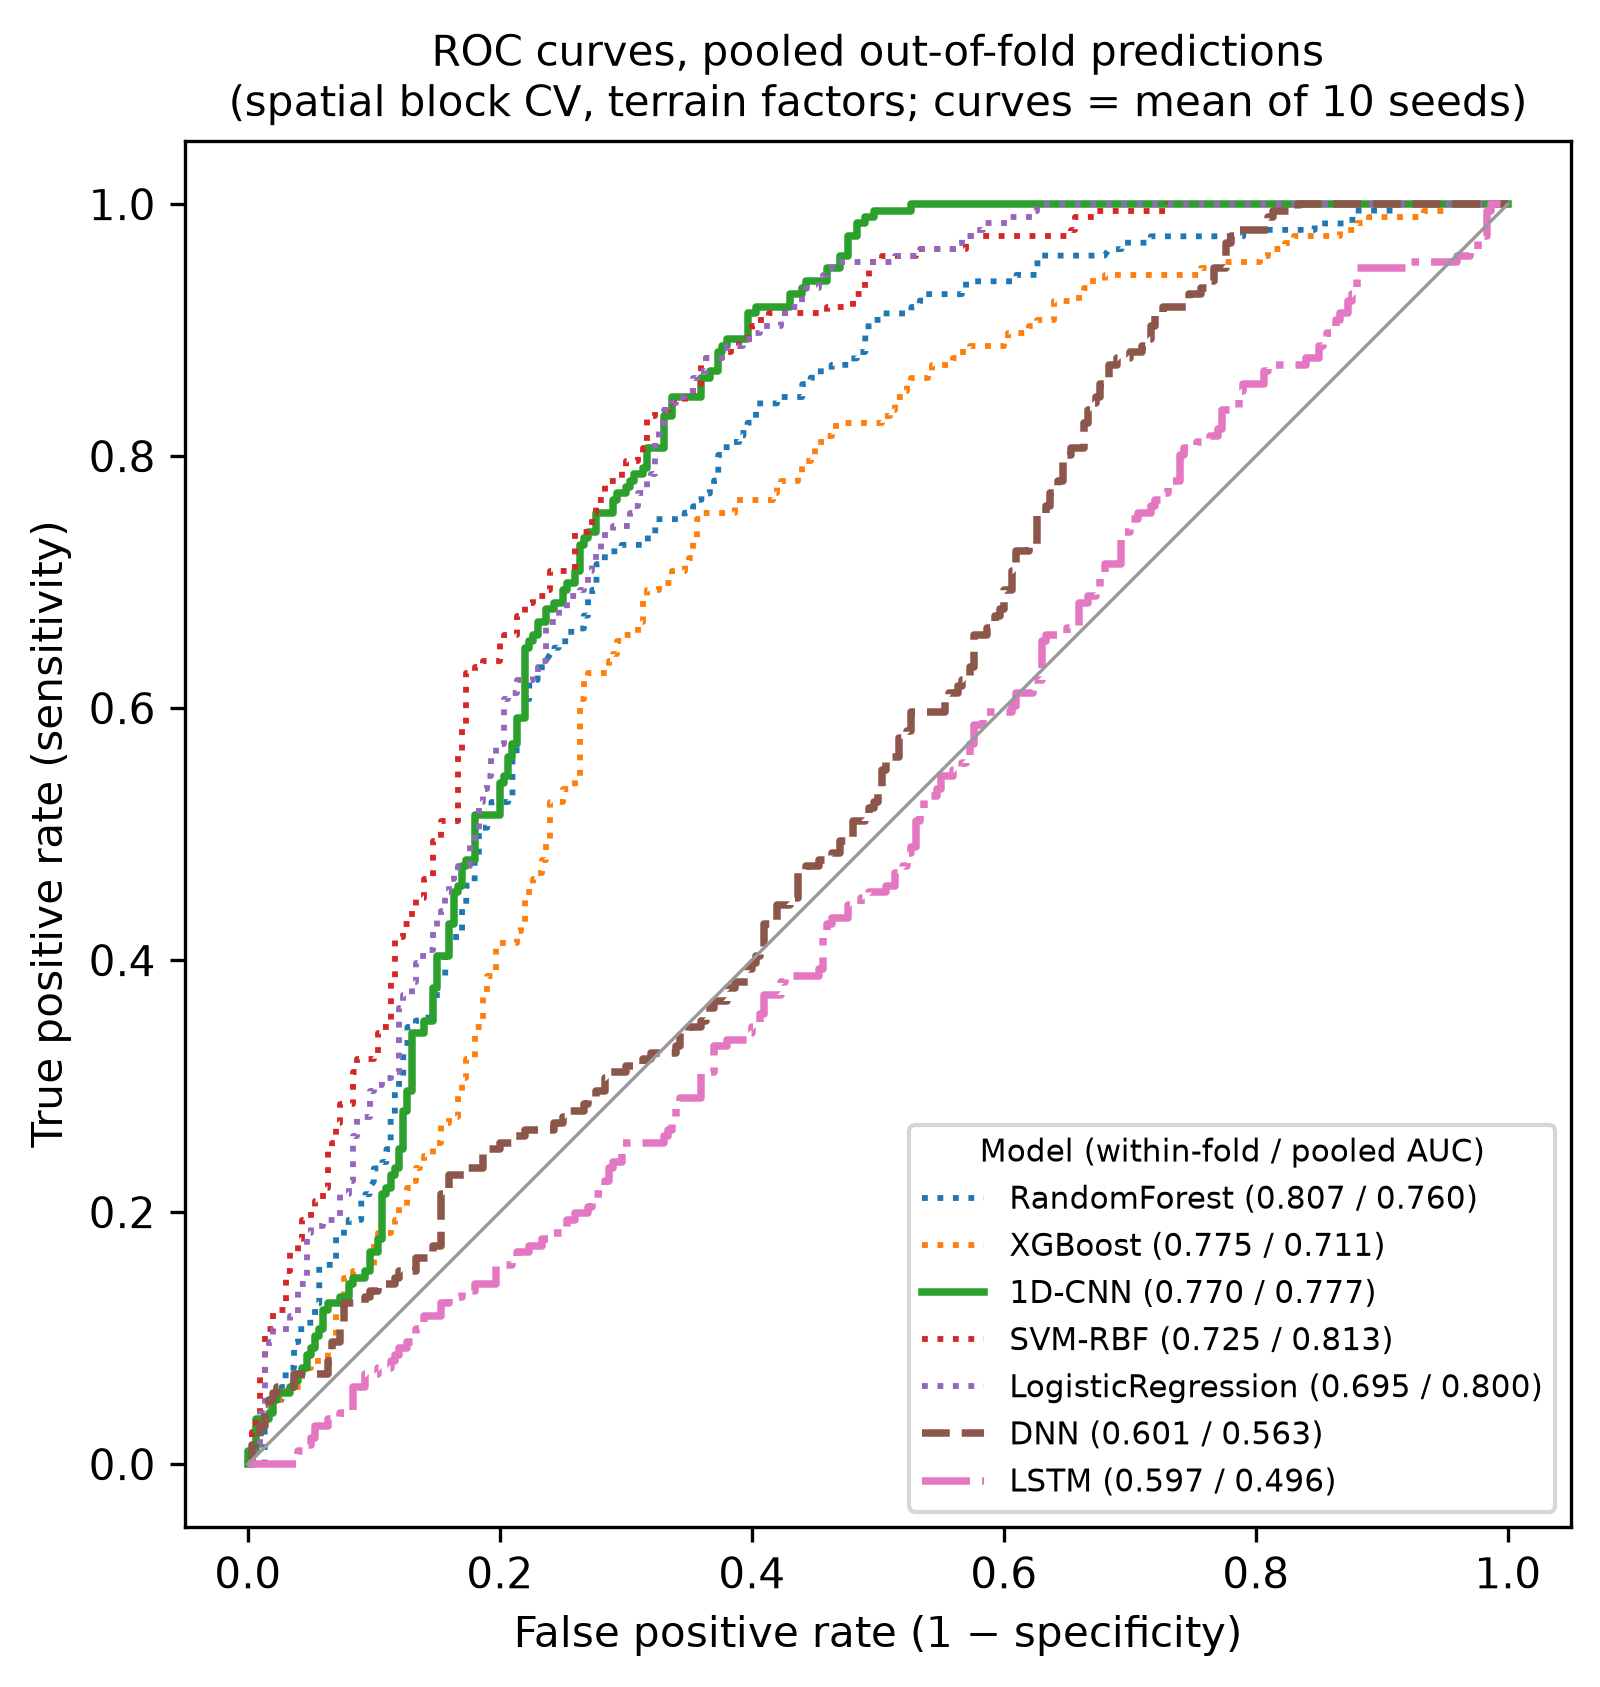 ROC curves, pooled out-of-fold predictions
(spatial block CV, terrain factors; curves = mean of 10 seeds)
True positive rate (sensitivity)
1.0
0.8
0.6
0.4
0.2
0.0
Model (within-fold / pooled AUC)
RandomForest (0.807 / 0.760)
XGBoost (0.775 / 0.711)
1D-CNN (0.770 / 0.777)
SVM-RBF (0.725 / 0.813)
LogisticRegression (0.695 / 0.800)
DNN (0.601 / 0.563)
LSTM (0.597 / 0.496)
0.0 0.2 0.4 0.6 0.8 1.0
False positive rate (1 − specificity)